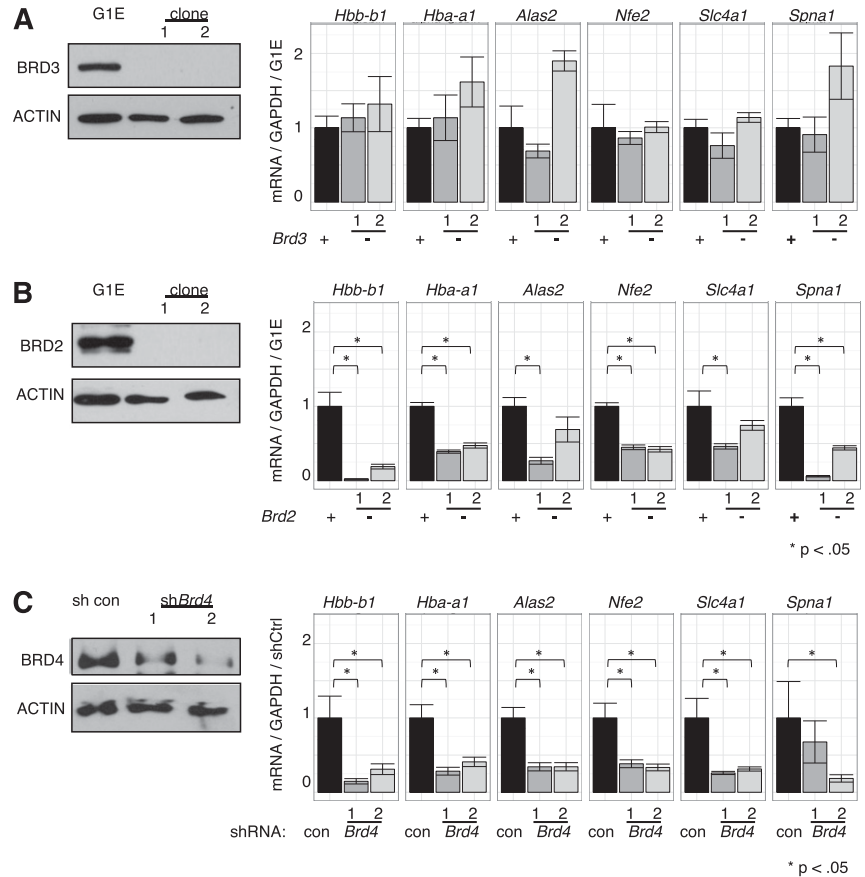 A
G1E clone
1 2
BRD3
ACTIN
mRNA / GAPDH / G1E
2
1
0
Hbb-b1 Hba-a1 Alas2 Nfe2 Slc4a1 Spna1
1 2 1 2 1 2 1 2 1 2 1 2
Brd3 + - + - + - + - + - + -
B
G1E clone
1 2
BRD2
ACTIN
mRNA / GAPDH / G1E
2
1
0
Hbb-b1 Hba-a1 Alas2 Nfe2 Slc4a1 Spna1
* * * * * * * * * *
1 2 1 2 1 2 1 2 1 2 1 2
Brd2 + - + - + - + - + - + -
* p < .05
C
sh con shBrd4
1 2
BRD4
ACTIN
mRNA / GAPDH / shCtrl
2
1
0
Hbb-b1 Hba-a1 Alas2 Nfe2 Slc4a1 Spna1
* * * * * * * * * * *
1 2 1 2 1 2 1 2 1 2 1 2
shRNA: con Brd4 con Brd4 con Brd4 con Brd4 con Brd4 con Brd4
* p < .05